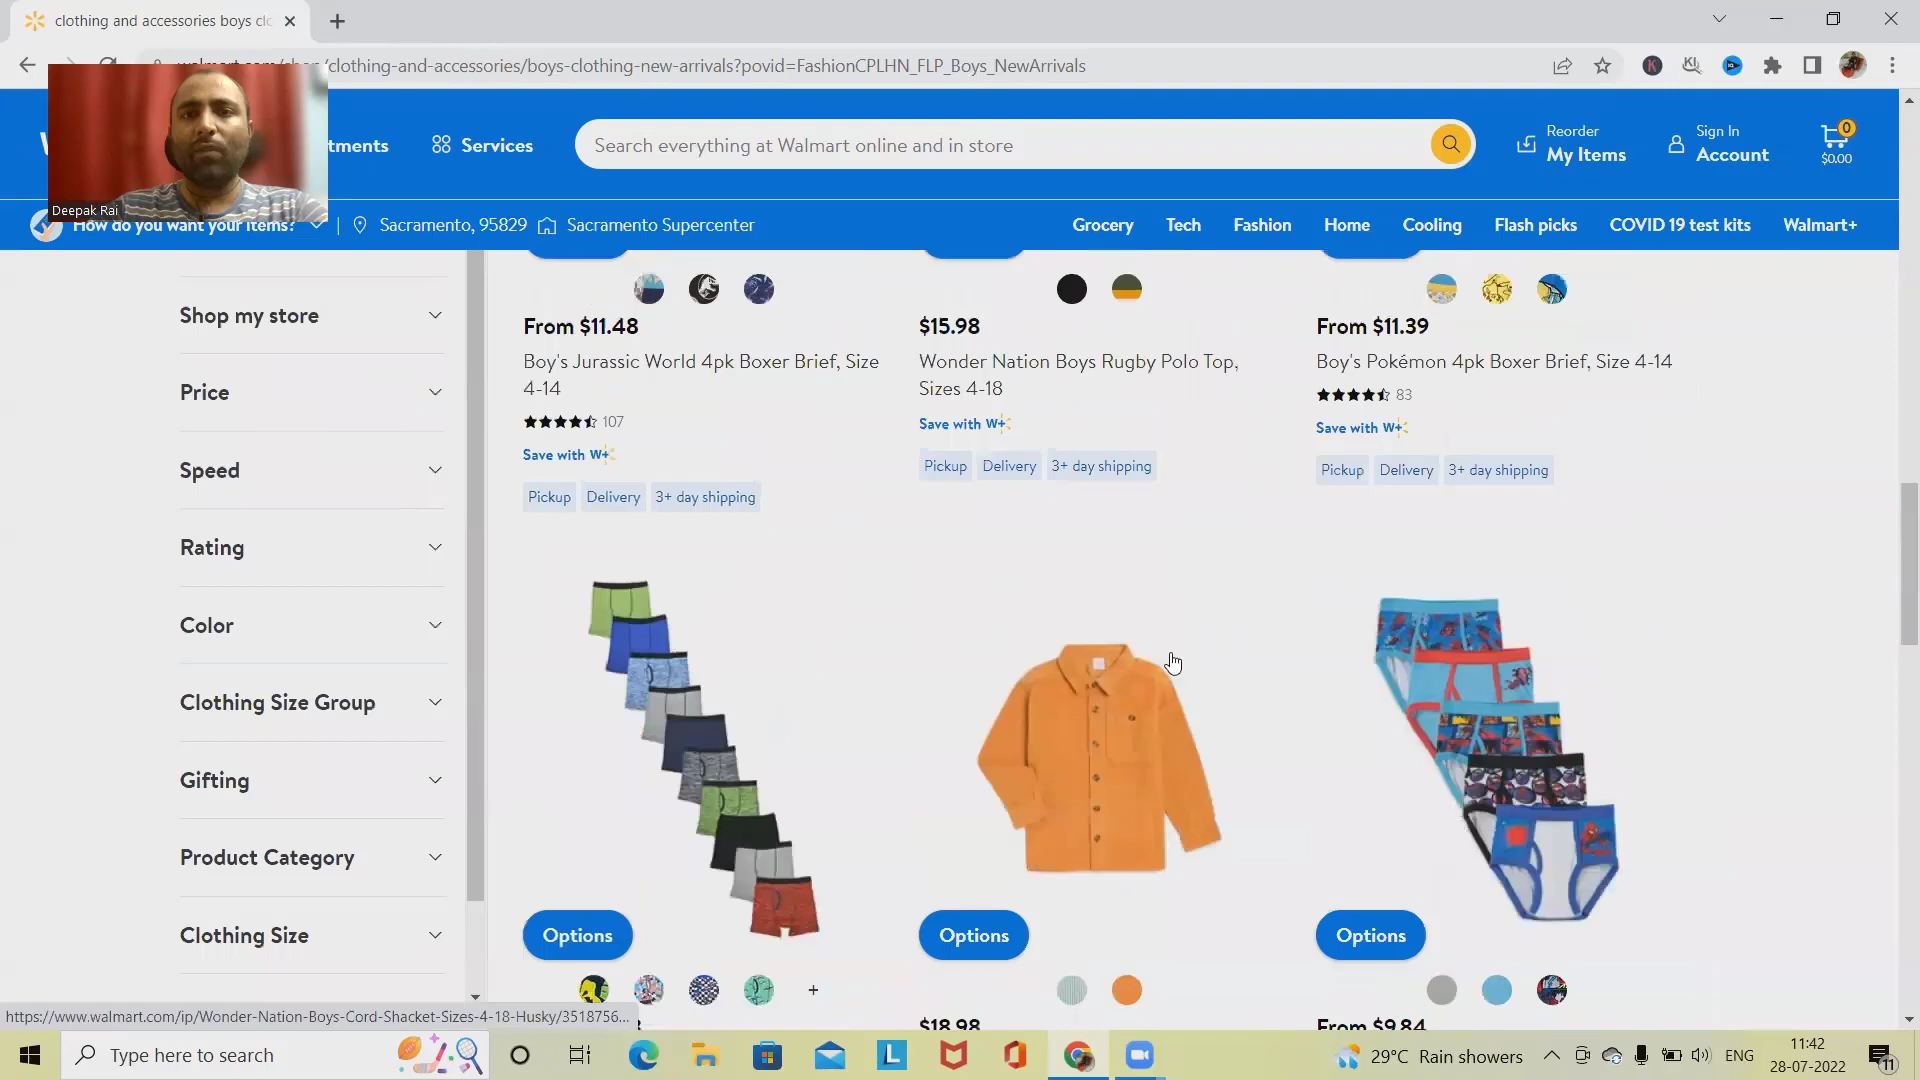 clothing and accessories boys clo
walmart.com/shop/clothing-and-accessories/boys-clothing-new-arrivals?povid=FashionCPLHN_FLP_Boys_NewArrivals
Deepak Rai
tments
Services
Search everything at Walmart online and in store
Reorder
My Items
Sign In
Account
0
$0.00
How do you want your items?
Sacramento, 95829
Sacramento Supercenter
Grocery
Tech
Fashion
Home
Cooling
Flash picks
COVID 19 test kits
Walmart+
Shop my store
Price
Speed
Rating
Color
Clothing Size Group
Gifting
Product Category
Clothing Size
From $11.48
Boy's Jurassic World 4pk Boxer Brief, Size
4-14
107
Save with W+
Pickup Delivery 3+ day shipping
$15.98
Wonder Nation Boys Rugby Polo Top,
Sizes 4-18
Save with W+
Pickup Delivery 3+ day shipping
From $11.39
Boy's Pokémon 4pk Boxer Brief, Size 4-14
83
Save with W+
Pickup Delivery 3+ day shipping
Options
Options
Options
+
$18.98
From $9.84
https://www.walmart.com/ip/Wonder-Nation-Boys-Cord-Shacket-Sizes-4-18-Husky/3518756...
Type here to search
29°C Rain showers
ENG
11:42
28-07-2022
11